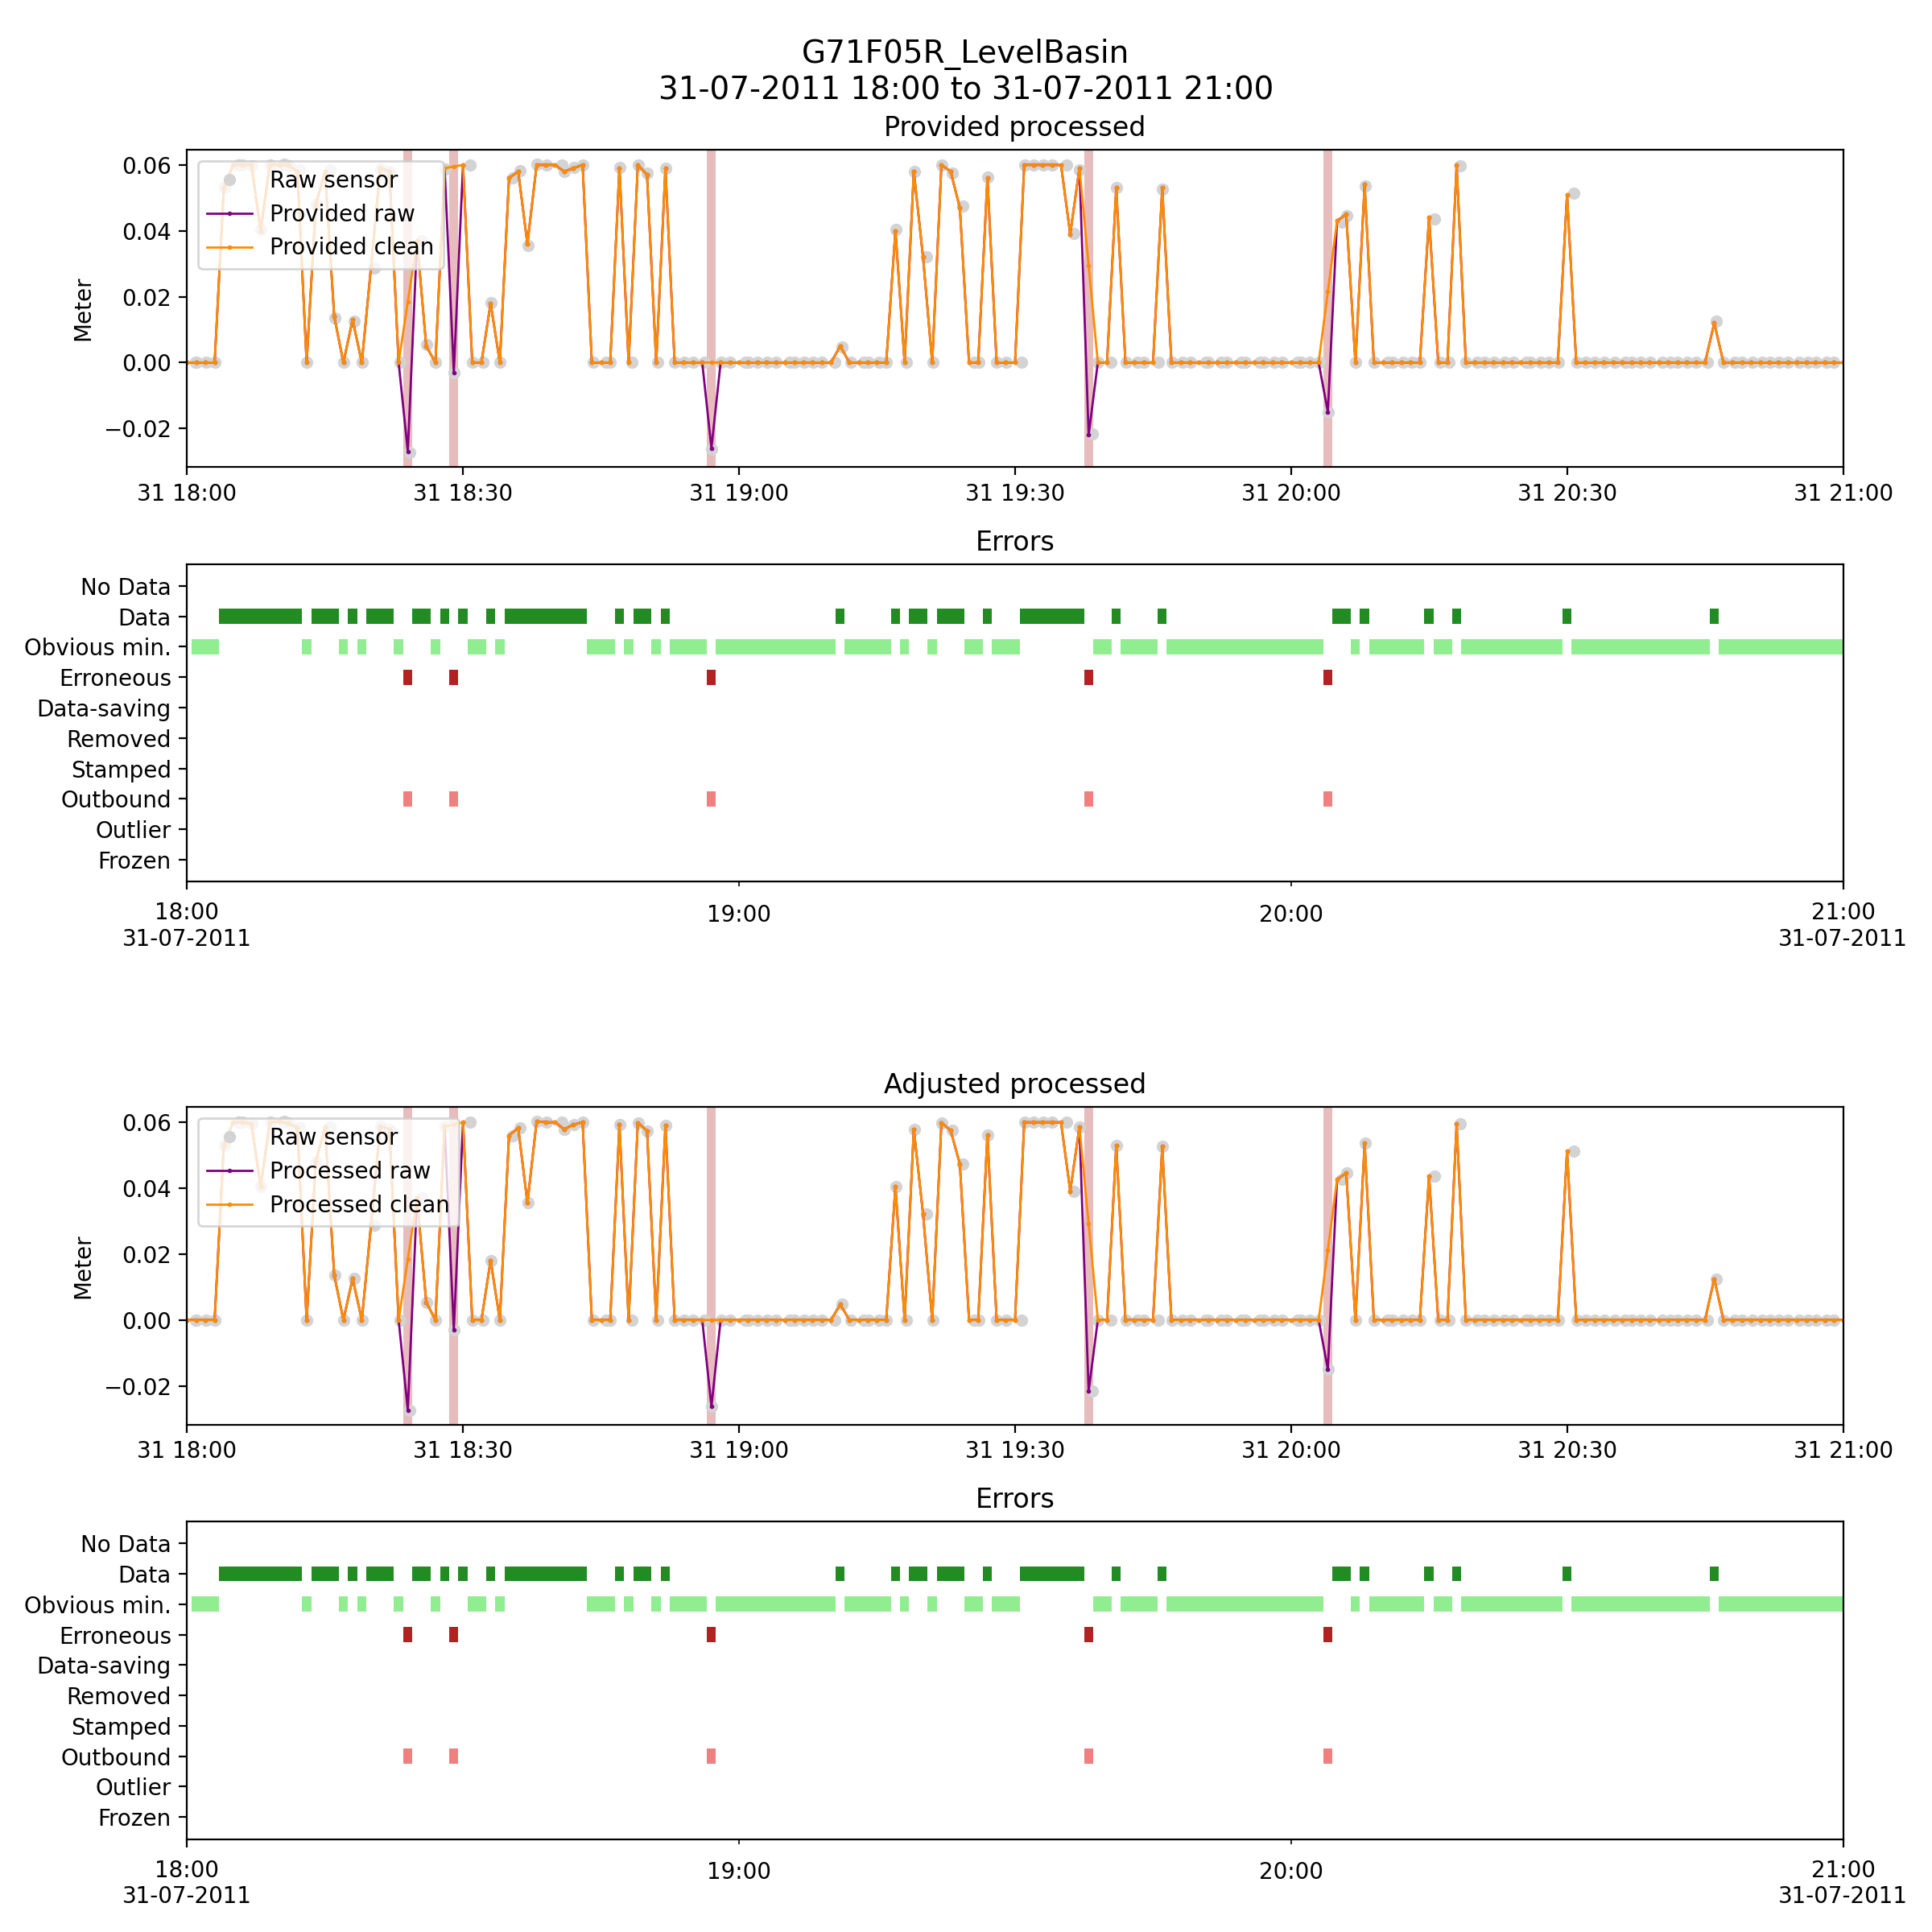 G71F05R_LevelBasin
31-07-2011 18:00 to 31-07-2011 21:00
Provided processed
Meter
0.06
0.04
0.02
0.00
−0.02
Raw sensor
Provided raw
Provided clean
31 18:00 31 18:30 31 19:00 31 19:30 31 20:00 31 20:30 31 21:00
Errors
No Data
Data
Obvious min.
Erroneous
Data-saving
Removed
Stamped
Outbound
Outlier
Frozen
18:00 19:00 20:00 21:00
31-07-2011 31-07-2011
Adjusted processed
Meter
0.06
0.04
0.02
0.00
−0.02
Raw sensor
Processed raw
Processed clean
31 18:00 31 18:30 31 19:00 31 19:30 31 20:00 31 20:30 31 21:00
Errors
No Data
Data
Obvious min.
Erroneous
Data-saving
Removed
Stamped
Outbound
Outlier
Frozen
18:00 19:00 20:00 21:00
31-07-2011 31-07-2011